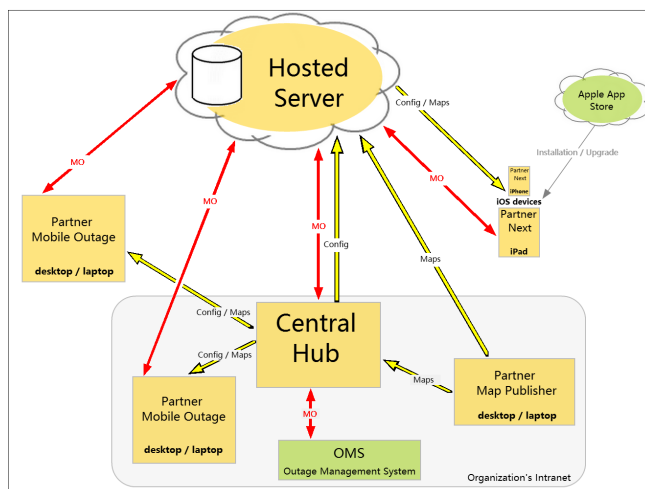 Hosted
Server
Apple App
Store
Config / Maps
Installation / Upgrade
MO
Partner
Next
iPhone
iOS devices
MO
MO
Partner
Next
iPad
Partner
Mobile Outage
desktop / laptop
MO
Config
Maps
Config / Maps
Central
Hub
Config / Maps
Partner
Map Publisher
desktop / laptop
Maps
Partner
Mobile Outage
desktop / laptop
MO
OMS
Outage Management System
Organization's Intranet